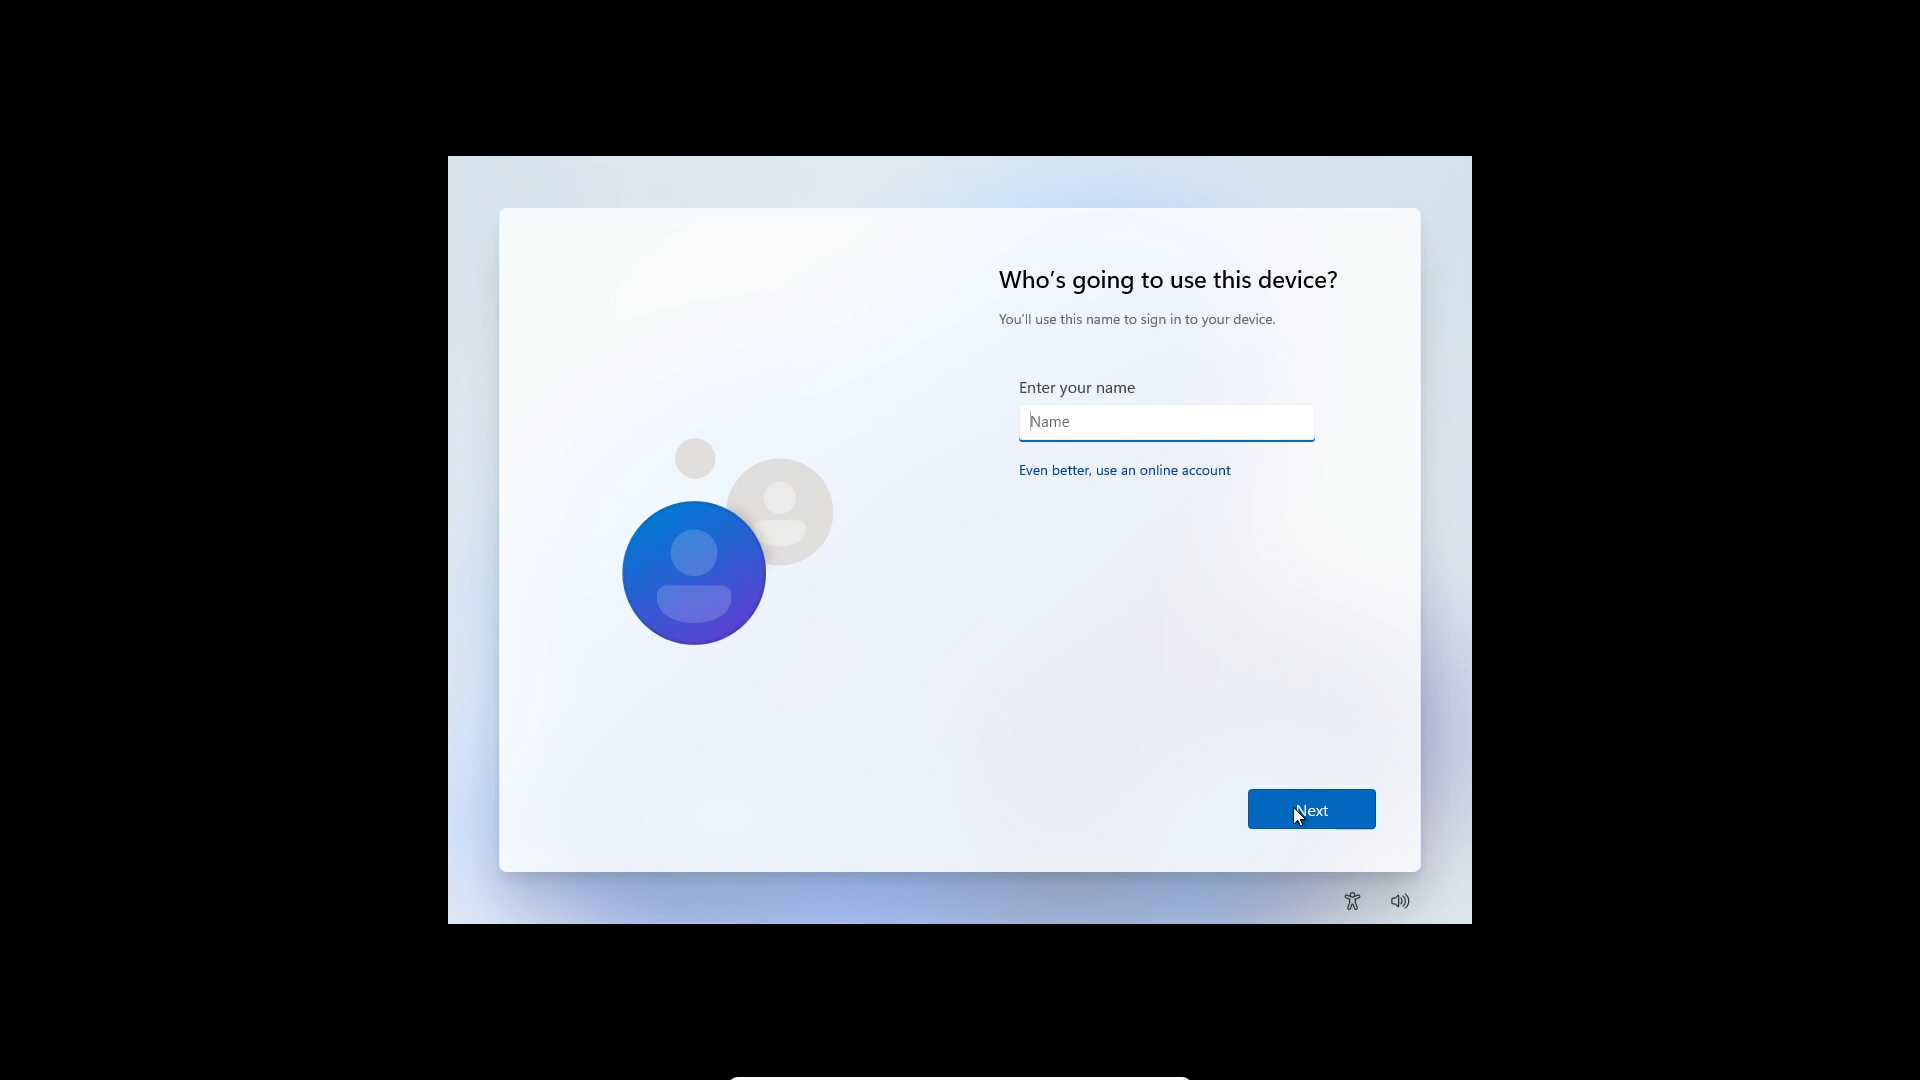 Who's going to use this device?
You'll use this name to sign in to your device.
Enter your name
Name
Even better, use an online account
Next